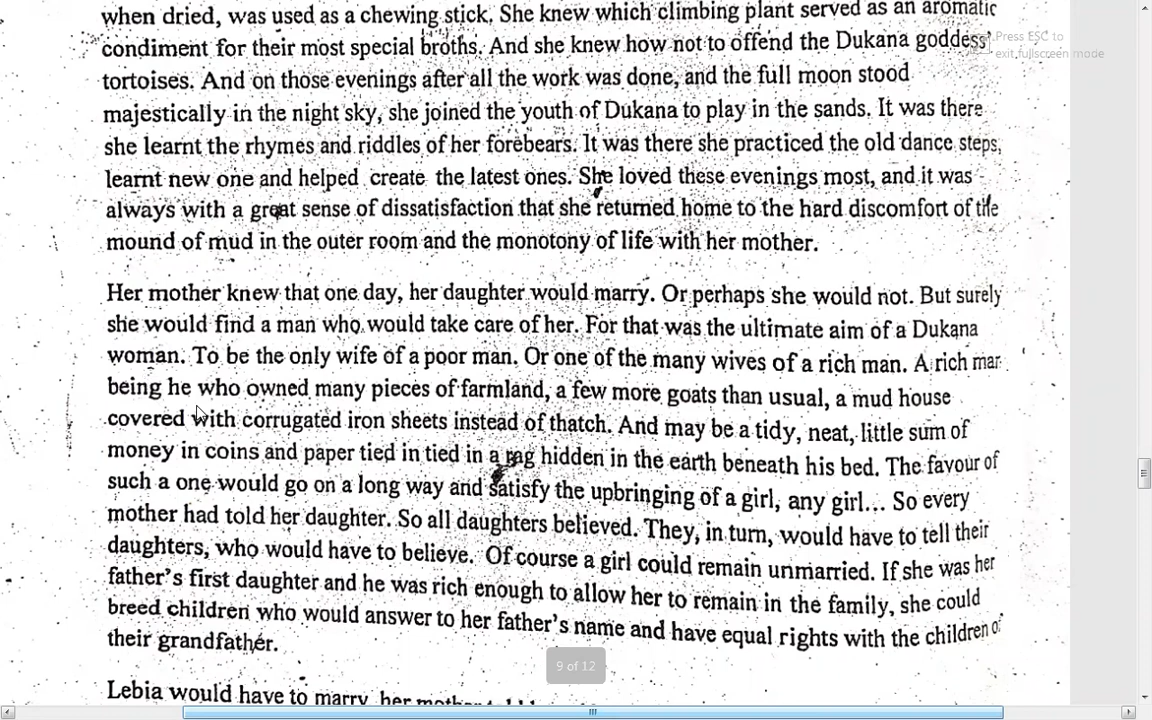 when dried, was used as a chewing stick. She knew which climbing plant served as an aromatic
condiment for their most special broths. And she knew how not to offend the Dukana goddess'
Press ESC to
exit fullscreen mode
tortoises. And on those evenings after all the work was done, and the full moon stood
majestically in the night sky, she joined the youth of Dukana to play in the sands. It was there
she learnt the rhymes and riddles of her forebears. It was there she practiced the old dance steps,
learnt new one and helped create the latest ones. She loved these evenings most, and it was
always with a great sense of dissatisfaction that she returned home to the hard discomfort of the
mound of mud in the outer room and the monotony of life with her mother.
Her mother knew that one day, her daughter would marry. Or perhaps she would not. But surely
she would find a man who would take care of her. For that was the ultimate aim of a Dukana
woman. To be the only wife of a poor man. Or one of the many wives of a rich man. A rich mar
being he who owned many pieces of farmland, a few more goats than usual, a mud house
covered with corrugated iron sheets instead of thatch. And may be a tidy, neat, little sum of
money in coins and paper tied in tied in a rag hidden in the earth beneath his bed. The favour of
such a one would go on a long way and satisfy the upbringing of a girl, any girl... So every
mother had told her daughter. So all daughters believed. They, in turn, would have to tell their
daughters, who would have to believe. Of course a girl could remain unmarried. If she was her
father's first daughter and he was rich enough to allow her to remain in the family, she could
breed children who would answer to her father's name and have equal rights with the children o
their grandfather.
9 of 12
Lebia would have to marry, her